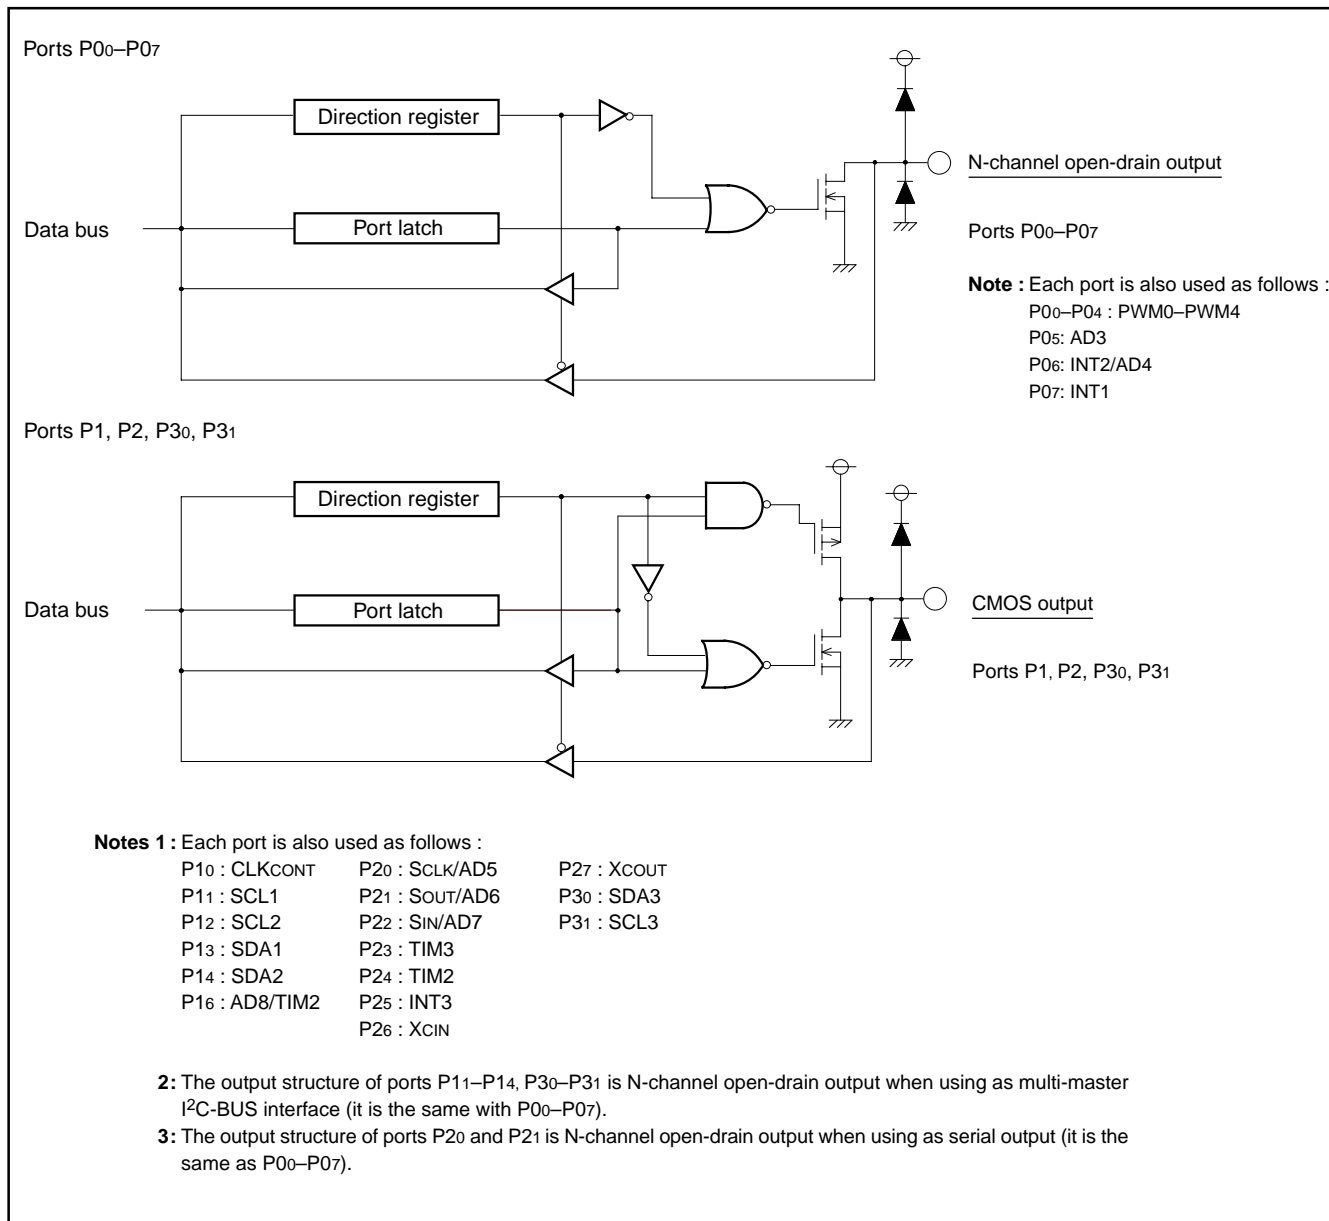 Ports P00–P07
Direction register
N-channel open-drain output
Data bus
Port latch
Ports P00–P07
Note : Each port is also used as follows :
P00–P04 : PWM0–PWM4
P05: AD3
P06: INT2/AD4
P07: INT1
Ports P1, P2, P30, P31
Direction register
Data bus
Port latch
CMOS output
Ports P1, P2, P30, P31
Notes 1 : Each port is also used as follows :
P10 : CLKCONT P20 : SCLK/AD5 P27 : XCOUT
P11 : SCL1 P21 : SOUT/AD6 P30 : SDA3
P12 : SCL2 P22 : SIN/AD7 P31 : SCL3
P13 : SDA1 P23 : TIM3
P14 : SDA2 P24 : TIM2
P16 : AD8/TIM2 P25 : INT3
P26 : XCIN
2: The output structure of ports P11–P14, P30–P31 is N-channel open-drain output when using as multi-master
I2C-BUS interface (it is the same with P00–P07).
3: The output structure of ports P20 and P21 is N-channel open-drain output when using as serial output (it is the
same as P00–P07).